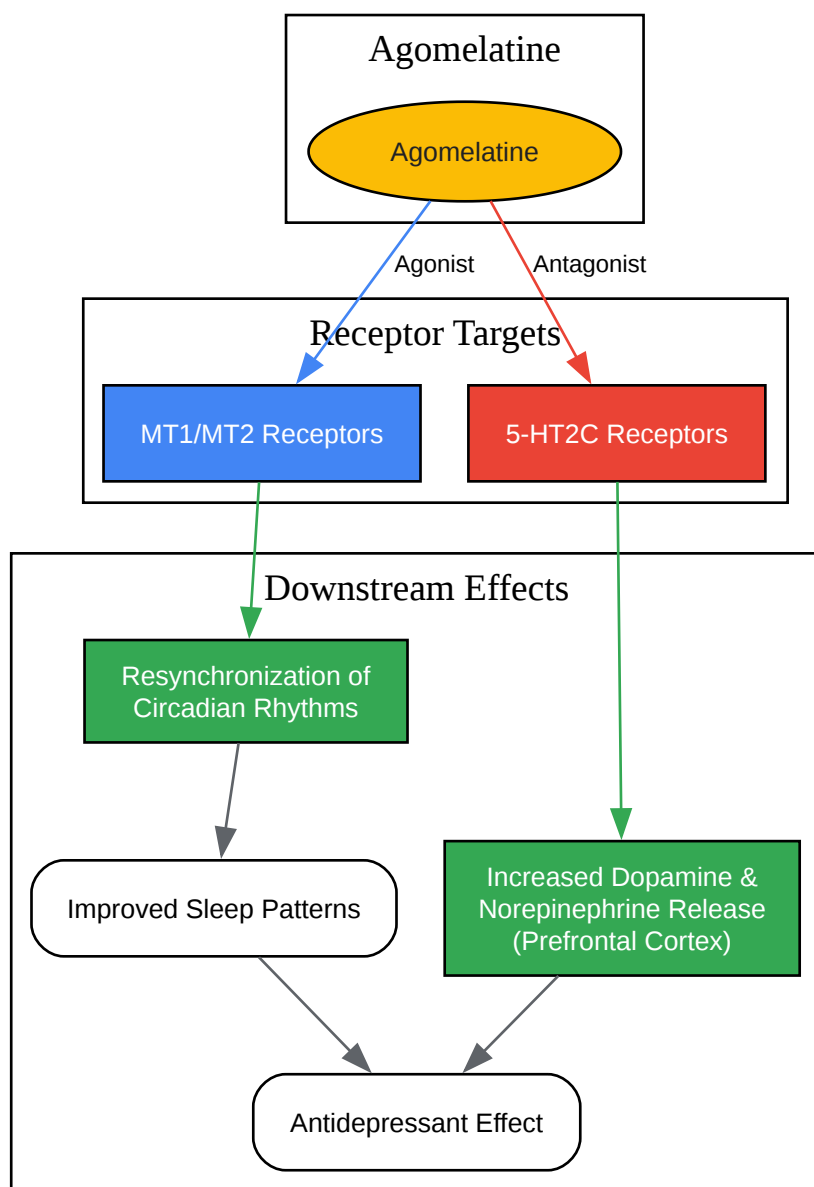 Agomelatine
Agomelatine
Agonist
Antagonist
Receptor Targets
MT1/MT2 Receptors
5-HT2C Receptors
Downstream Effects
Resynchronization of
Circadian Rhythms
Improved Sleep Patterns
Increased Dopamine &
Norepinephrine Release
(Prefrontal Cortex)
Antidepressant Effect